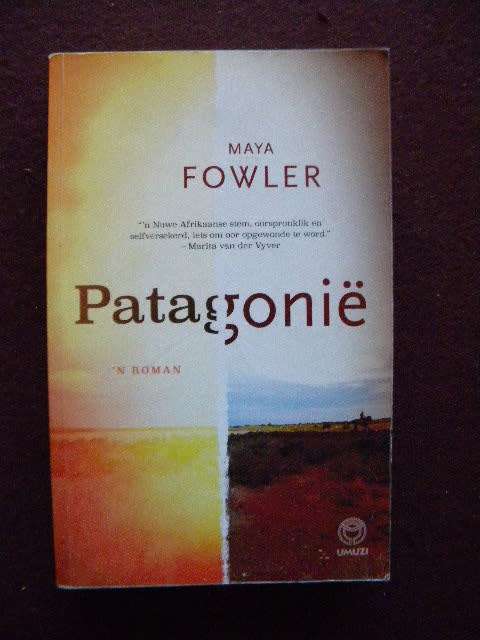 MAYA
FOWLER
"'n Nuwe Afrikaanse stem, oorspronklik en
selfversekerd, iets om oor opgewonde te word."
– Marita van der Vyver
Patagonië
'N ROMAN
UMUZI